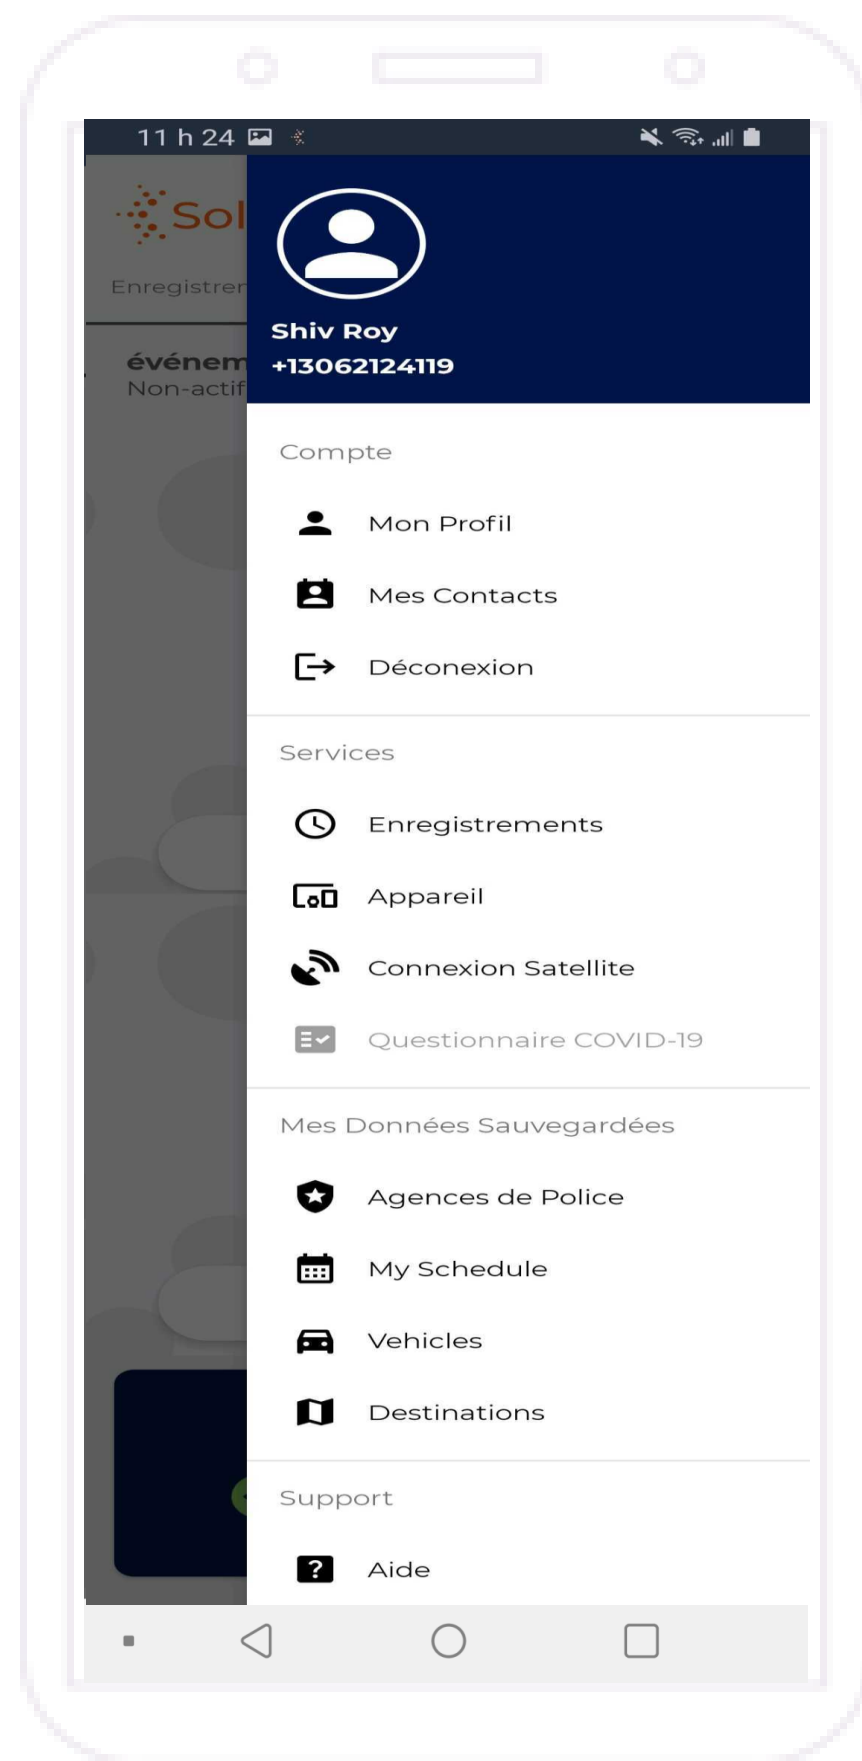 11 h 24
Sol
Enregistrer
événem
Non-actif
Shiv Roy
+13062124119
Compte
Mon Profil
Mes Contacts
Déconexion
Services
Enregistrements
Appareil
Connexion Satellite
Questionnaire COVID-19
Mes Données Sauvegardées
Agences de Police
My Schedule
Vehicles
Destinations
Support
Aide